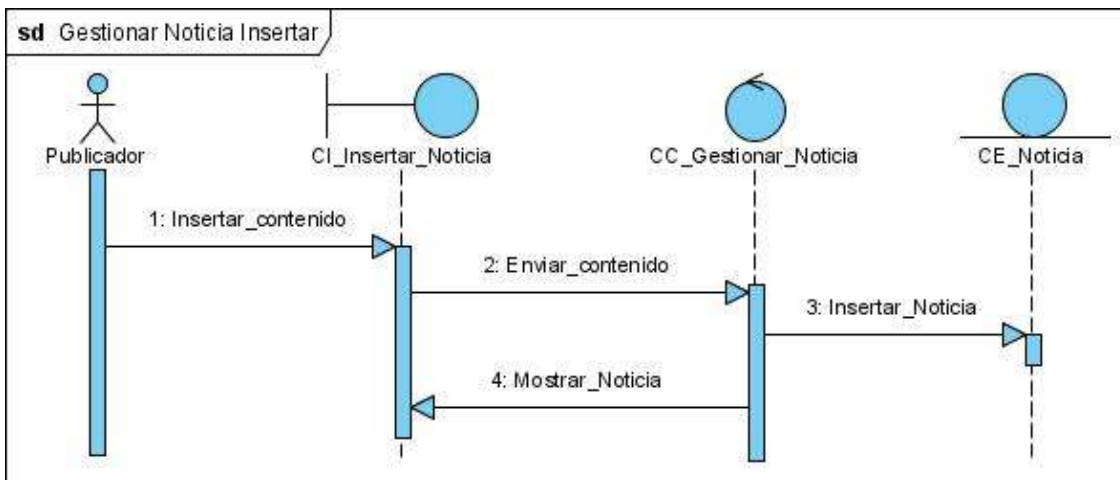 sd Gestionar Noticia Insertar
Publicador
CI_Insertar_Noticia
CC_Gestionar_Noticia
CE_Noticia
1: Insertar_contenido
2: Enviar_contenido
3: Insertar_Noticia
4: Mostrar_Noticia